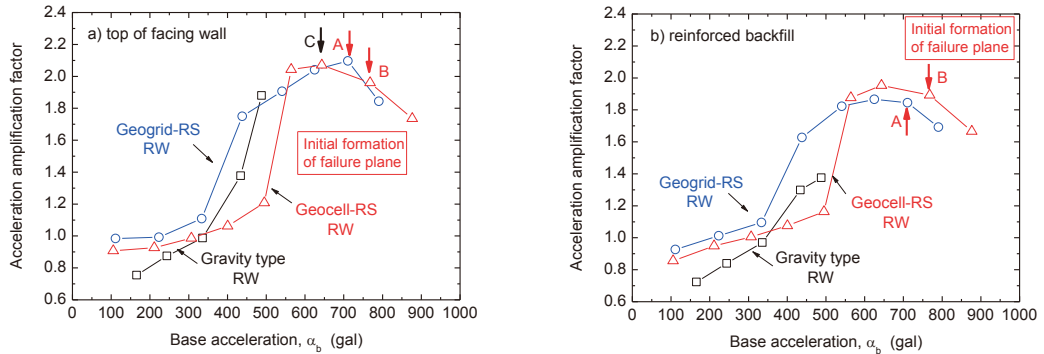 2.4
2.2
2.0
1.8
1.6
1.4
1.2
1.0
0.8
0.6
Acceleration amplification factor
a) top of facing wall
C
A
B
Geogrid-RS
RW
Initial formation
of failure plane
Geocell-RS
RW
Gravity type
RW
0 100 200 300 400 500 600 700 800 900 1000
Base acceleration, αb (gal)
2.4
2.2
2.0
1.8
1.6
1.4
1.2
1.0
0.8
0.6
0.4
Acceleration amplification factor
b) reinforced backfill
Initial formation
of failure plane
B
A
Geogrid-RS
RW
Geocell-RS
RW
Gravity type
RW
0 100 200 300 400 500 600 700 800 900 1000
Base acceleration, αb (gal)